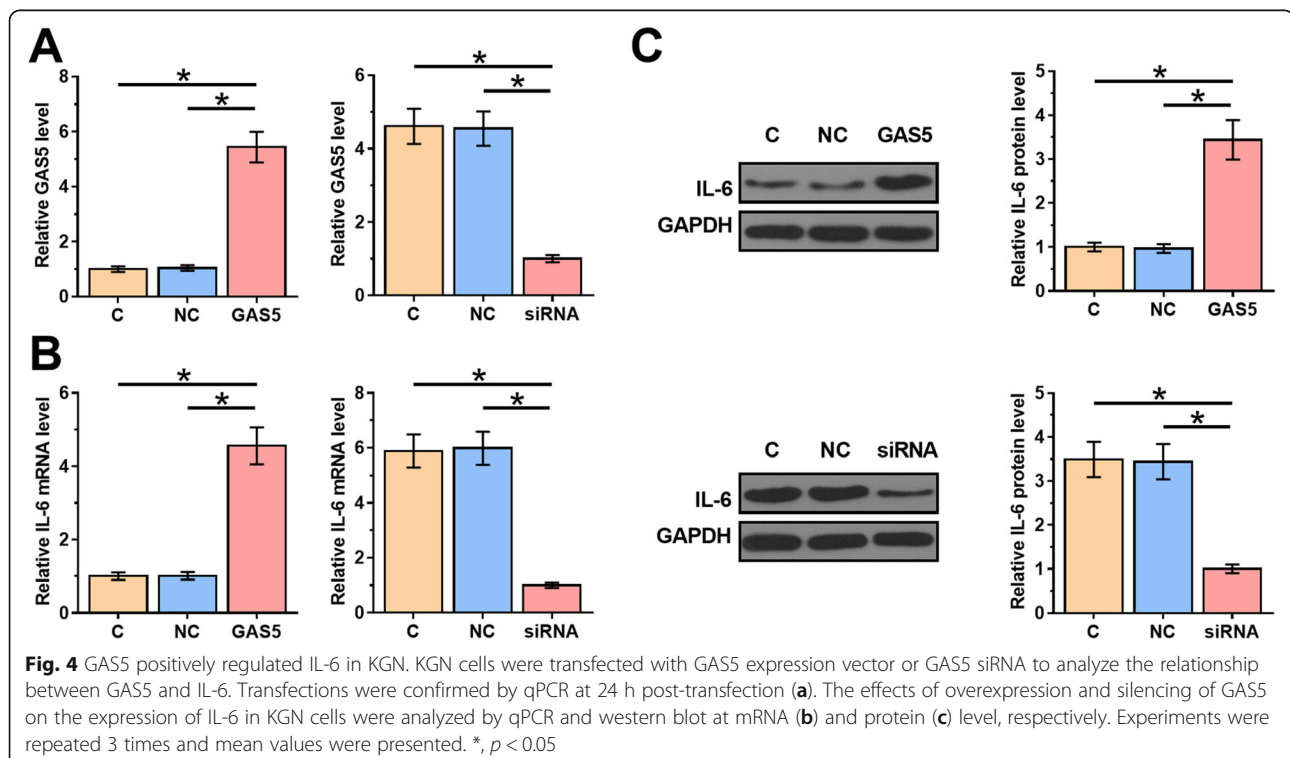 A
C
8
6
4
2
0
Relative GAS5 level
*
*
C NC GAS5
6
4
2
0
Relative GAS5 level
*
*
C NC siRNA
C NC GAS5
IL-6
GAPDH
5
4
3
2
1
0
Relative IL-6 protein level
*
*
C NC GAS5
B
6
4
2
0
Relative IL-6 mRNA level
*
*
C NC GAS5
8
6
4
2
0
Relative IL-6 mRNA level
*
*
C NC siRNA
C NC siRNA
IL-6
GAPDH
5
4
3
2
1
0
Relative IL-6 protein level
*
*
C NC siRNA
Fig. 4 GAS5 positively regulated IL-6 in KGN. KGN cells were transfected with GAS5 expression vector or GAS5 siRNA to analyze the relationship
between GAS5 and IL-6. Transfections were confirmed by qPCR at 24 h post-transfection (a). The effects of overexpression and silencing of GAS5
on the expression of IL-6 in KGN cells were analyzed by qPCR and western blot at mRNA (b) and protein (c) level, respectively. Experiments were
repeated 3 times and mean values were presented. *, p < 0.05